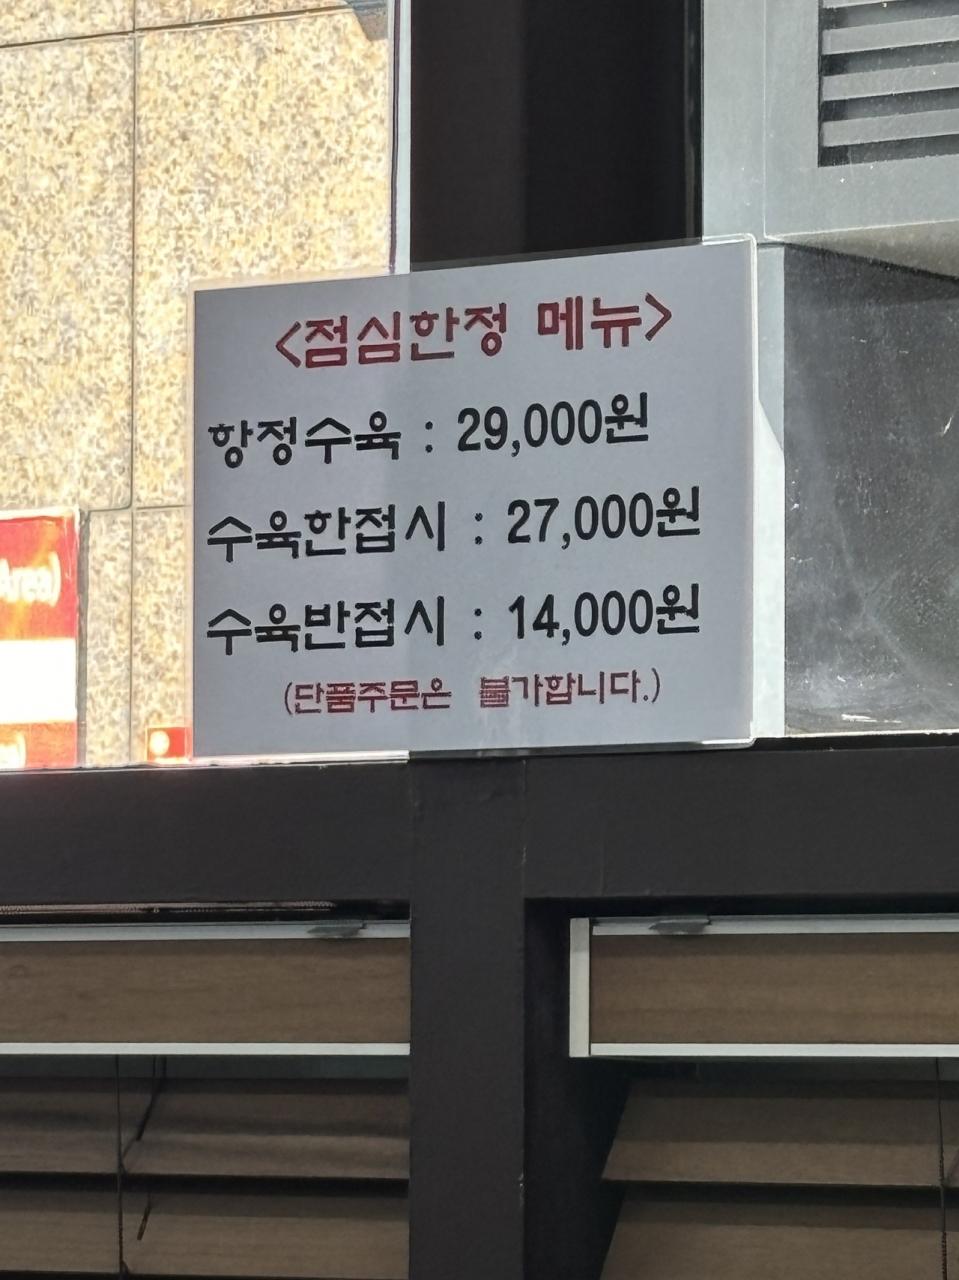 <점심한정 메뉴>
항정수육 : 29,000원
수육한접시 : 27,000원
수육반접시 : 14,000원
(단품주문은 불가합니다.)
Area)